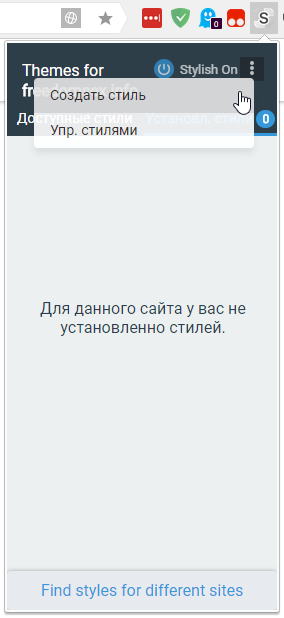 S
0
Themes for
Stylish On
Создать стиль
Доступные стили
0
Упр. стилями
Для данного сайта у вас не
установленно стилей.
Find styles for different sites